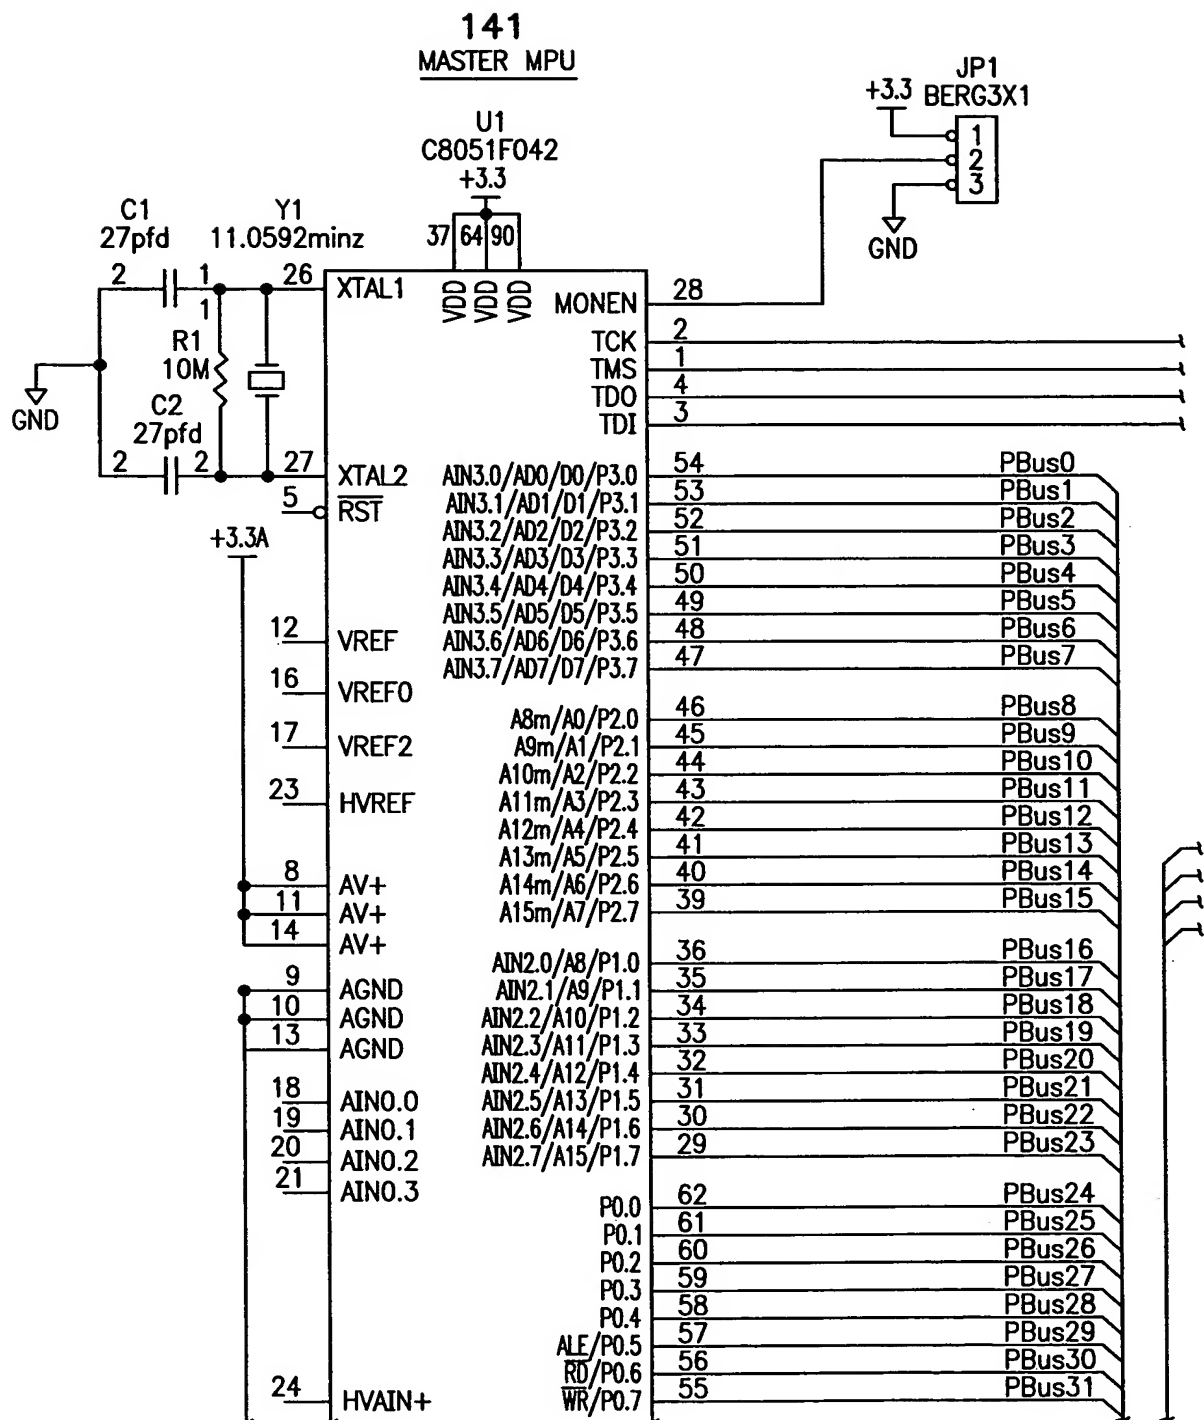 141
MASTER MPU
U1
C8051F042
+3.3
37 64 90
VDD VDD VDD
JP1
BERG3X1
+3.3
1
2
3
GND
C1
27pfd
2 1
Y1
11.0592minz
26 XTAL1
1
R1
10M
GND
C2
27pfd
2 2
27 XTAL2
5 RST
+3.3A
12 VREF
16 VREF0
17 VREF2
23 HVREF
8 AV+
11 AV+
14 AV+
9 AGND
10 AGND
13 AGND
18 AIN0.0
19 AIN0.1
20 AIN0.2
21 AIN0.3
24 HVAIN+
MONEN 28
TCK 2
TMS 1
TDO 4
TDI 3
AIN3.0/AD0/D0/P3.0 54 PBus0
AIN3.1/AD1/D1/P3.1 53 PBus1
AIN3.2/AD2/D2/P3.2 52 PBus2
AIN3.3/AD3/D3/P3.3 51 PBus3
AIN3.4/AD4/D4/P3.4 50 PBus4
AIN3.5/AD5/D5/P3.5 49 PBus5
AIN3.6/AD6/D6/P3.6 48 PBus6
AIN3.7/AD7/D7/P3.7 47 PBus7
A8m/A0/P2.0 46 PBus8
A9m/A1/P2.1 45 PBus9
A10m/A2/P2.2 44 PBus10
A11m/A3/P2.3 43 PBus11
A12m/A4/P2.4 42 PBus12
A13m/A5/P2.5 41 PBus13
A14m/A6/P2.6 40 PBus14
A15m/A7/P2.7 39 PBus15
AIN2.0/A8/P1.0 36 PBus16
AIN2.1/A9/P1.1 35 PBus17
AIN2.2/A10/P1.2 34 PBus18
AIN2.3/A11/P1.3 33 PBus19
AIN2.4/A12/P1.4 32 PBus20
AIN2.5/A13/P1.5 31 PBus21
AIN2.6/A14/P1.6 30 PBus22
AIN2.7/A15/P1.7 29 PBus23
P0.0 62 PBus24
P0.1 61 PBus25
P0.2 60 PBus26
P0.3 59 PBus27
P0.4 58 PBus28
ALE/P0.5 57 PBus29
RD/P0.6 56 PBus30
WR/P0.7 55 PBus31